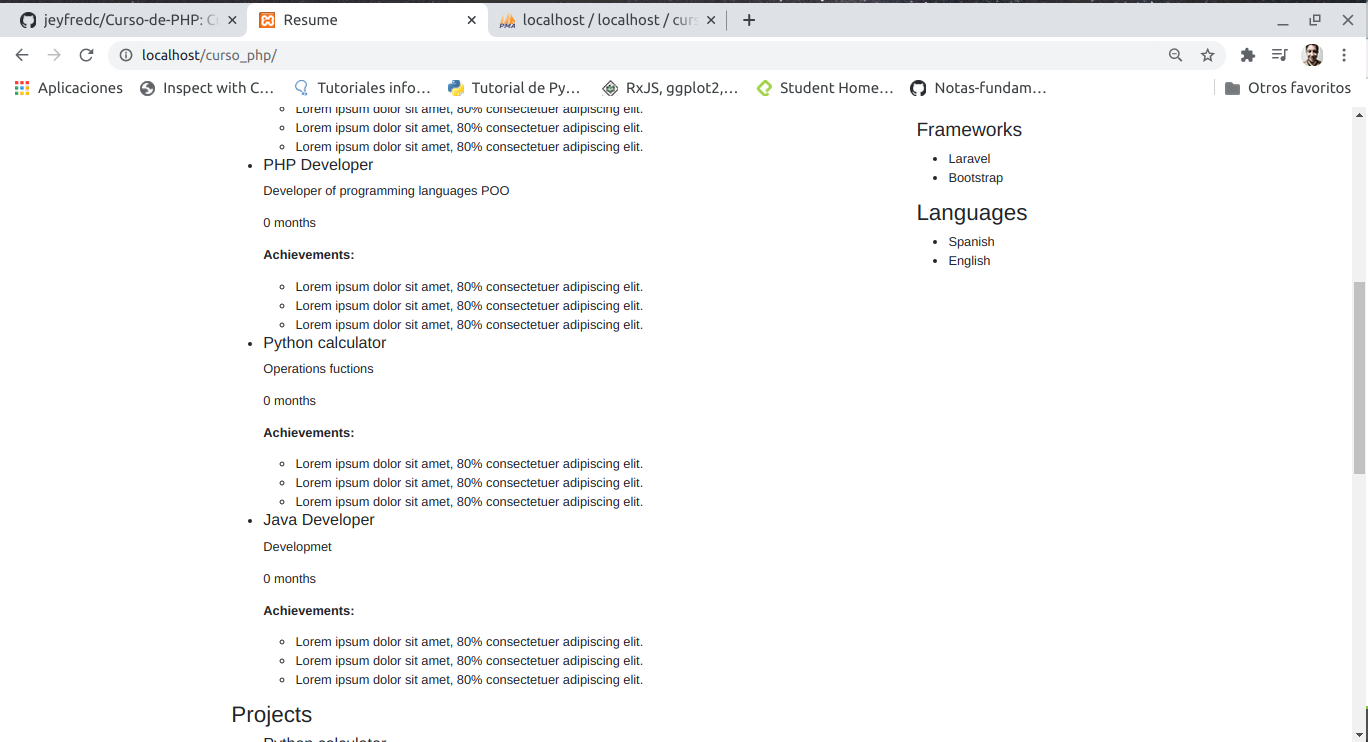 jeyfredc/Curso-de-PHP: C
Resume
localhost / localhost / curs
localhost/curso_php/
Aplicaciones
Inspect with C...
Tutoriales info...
Tutorial de Py...
RxJS, ggplot2,...
Student Home...
Notas-fundam...
Otros favoritos
Lorem ipsum dolor sit amet, 80% consectetuer adipiscing elit.
Lorem ipsum dolor sit amet, 80% consectetuer adipiscing elit.
Lorem ipsum dolor sit amet, 80% consectetuer adipiscing elit.
PHP Developer
Developer of programming languages POO
0 months
Achievements:
Lorem ipsum dolor sit amet, 80% consectetuer adipiscing elit.
Lorem ipsum dolor sit amet, 80% consectetuer adipiscing elit.
Lorem ipsum dolor sit amet, 80% consectetuer adipiscing elit.
Python calculator
Operations fuctions
0 months
Achievements:
Lorem ipsum dolor sit amet, 80% consectetuer adipiscing elit.
Lorem ipsum dolor sit amet, 80% consectetuer adipiscing elit.
Lorem ipsum dolor sit amet, 80% consectetuer adipiscing elit.
Java Developer
Developmet
0 months
Achievements:
Lorem ipsum dolor sit amet, 80% consectetuer adipiscing elit.
Lorem ipsum dolor sit amet, 80% consectetuer adipiscing elit.
Lorem ipsum dolor sit amet, 80% consectetuer adipiscing elit.
Projects
Python calculator
Frameworks
Laravel
Bootstrap
Languages
Spanish
English